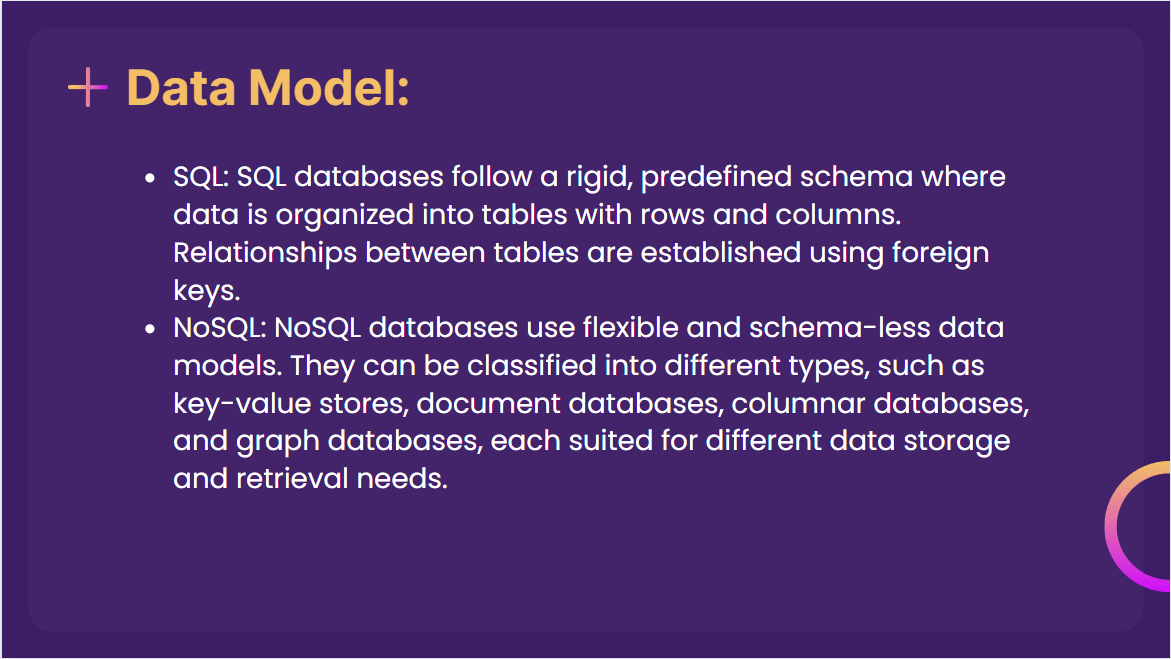 Data Model:
• SQL: SQL databases follow a rigid, predefined schema where
data is organized into tables with rows and columns.
Relationships between tables are established using foreign
keys.
• NoSQL: NoSQL databases use flexible and schema-less data
models. They can be classified into different types, such as
key-value stores, document databases, columnar databases,
and graph databases, each suited for different data storage
and retrieval needs.